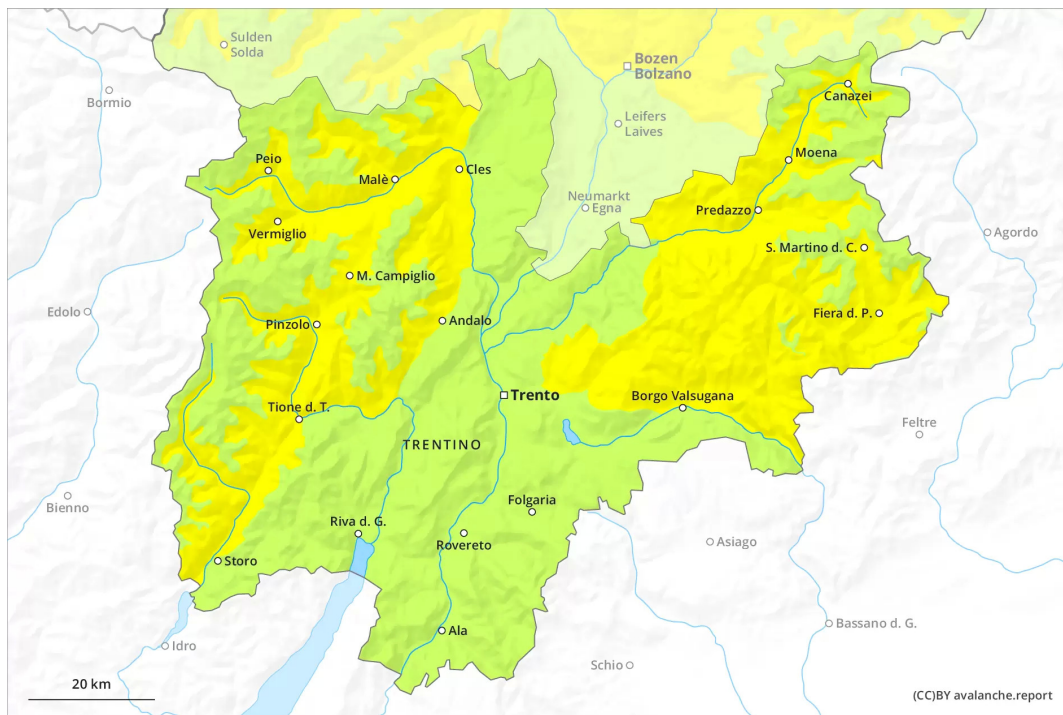 Sulden
Solda
Bozen
Bolzano
Bormio
Canazei
Leifers
Laives
Peio
Malè
Cles
Moena
Neumarkt
Egna
Predazzo
Vermiglio
Agordo
S. Martino d. C.
M. Campiglio
Edolo
Pinzolo
Andalo
Fiera d. P.
Trento
Borgo Valsugana
Tione d. T.
Feltre
TRENTINO
Bienno
Folgaria
Riva d. G.
Rovereto
Asiago
Storo
Ala
Bassano d. G.
Idro
Schio
20 km
(CC)BY avalanche.report